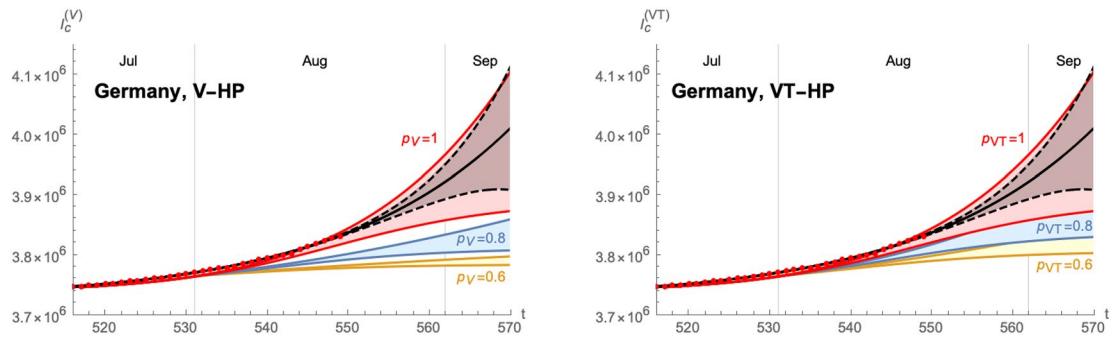 I_c^(V)
Jul Aug Sep
Germany, V-HP
4.1×10^6
4.0×10^6
3.9×10^6
3.8×10^6
3.7×10^6
p_V=1
p_V=0.8
p_V=0.6
520 530 540 550 560 570 t
I_c^(VT)
Jul Aug Sep
Germany, VT-HP
4.1×10^6
4.0×10^6
3.9×10^6
3.8×10^6
3.7×10^6
p_VT=1
p_VT=0.8
p_VT=0.6
520 530 540 550 560 570 t